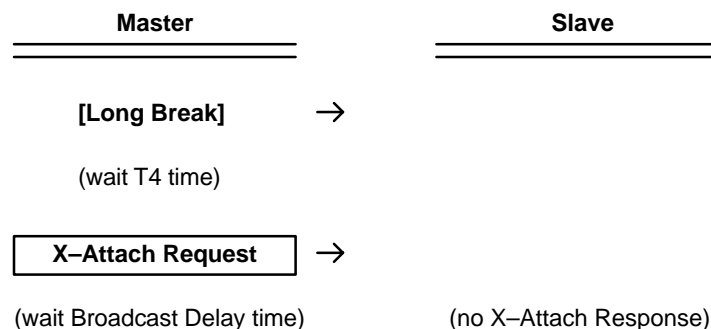 Master Slave
[Long Break] →
(wait T4 time)
X–Attach Request →
(wait Broadcast Delay time) (no X–Attach Response)